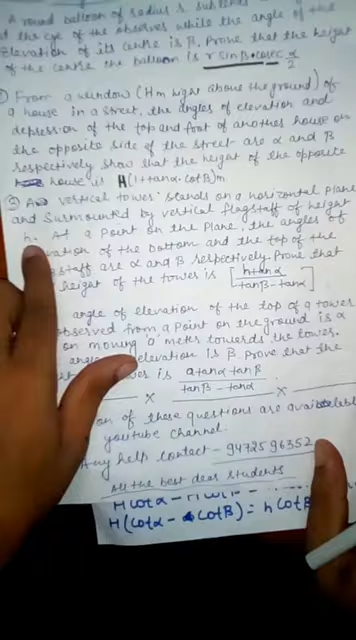 A round balloon of radius r sub
the eye of the observer while the angle of the
Elevation of its centre is β. Prove that the height
of the centre the balloon is r sinβ. cosec α/2
From a window (H m hight above the ground) of
a house in a street, the angles of elevation and
depression of the top and foot of another house on
the opposite side of the street are α and β
respectively show that the height of the opposite
house is H(1+tanα.cotβ)m.
③ A vertical tower stands on a horizontal plane
and surmounted by vertical flagstaff of height
h. At a point on the plane, the angles of
vation of the bottom and the top of the
staff are α and β respectively. Prove that
height of the tower is [h tanα / tanβ - tanα]
angle of elevation of the top of a tower
observed from a point on the ground is α
on moving 'a' meter towards the tower.
elevation is β. Prove that the
er is a tanα.tanβ / tanβ - tanα
x x
on of these questions are available
youtube channel.
Any help contact - 9472596352
All the best dear students
H cotα -
H(cotα - cotβ) = h cotβ